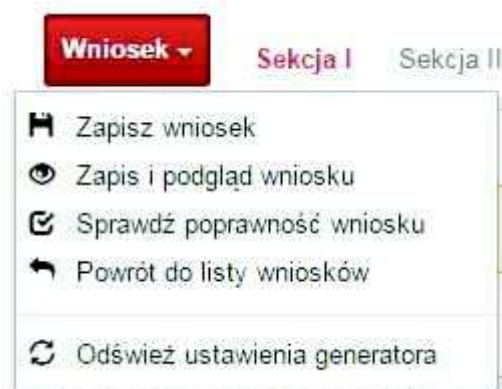 Wniosek Sekcja I Sekcja II
Zapisz wniosek
Zapis i podgląd wniosku
Sprawdź poprawność wniosku
Powrót do listy wniosków
Odśwież ustawienia generatora